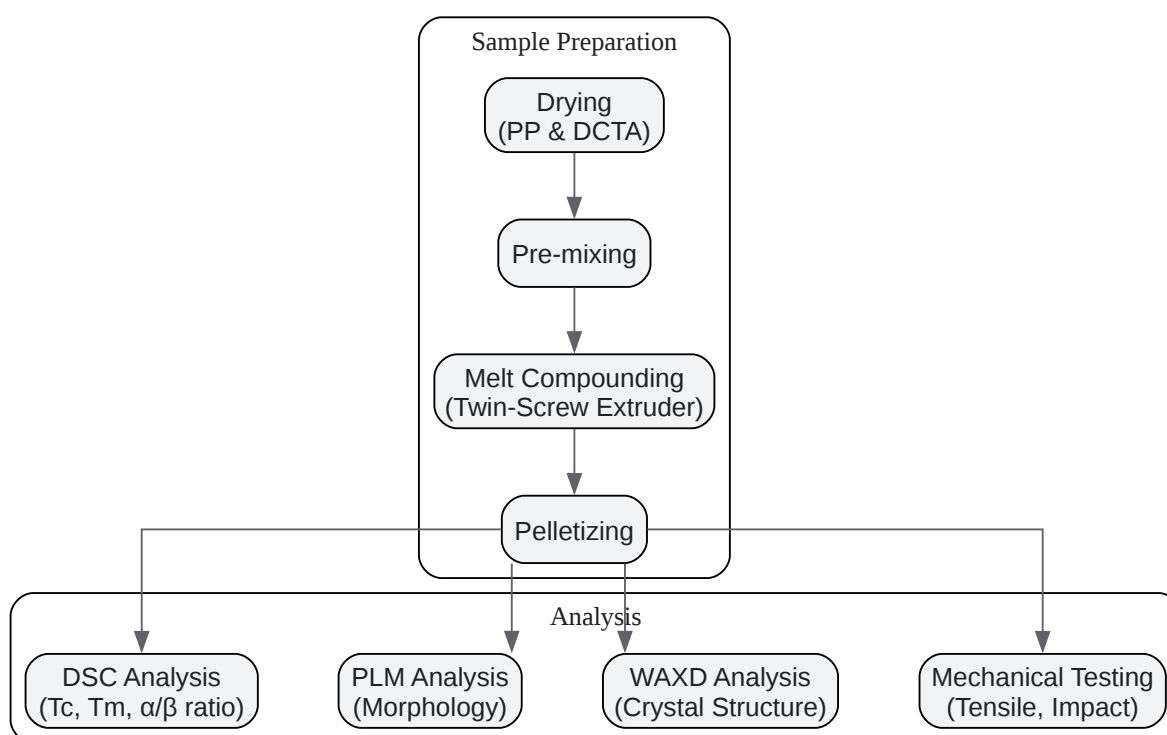 Sample Preparation
Drying
(PP & DCTA)
Pre-mixing
Melt Compounding
(Twin-Screw Extruder)
Pelletizing
Analysis
DSC Analysis
(Tc, Tm, α/β ratio)
PLM Analysis
(Morphology)
WAXD Analysis
(Crystal Structure)
Mechanical Testing
(Tensile, Impact)